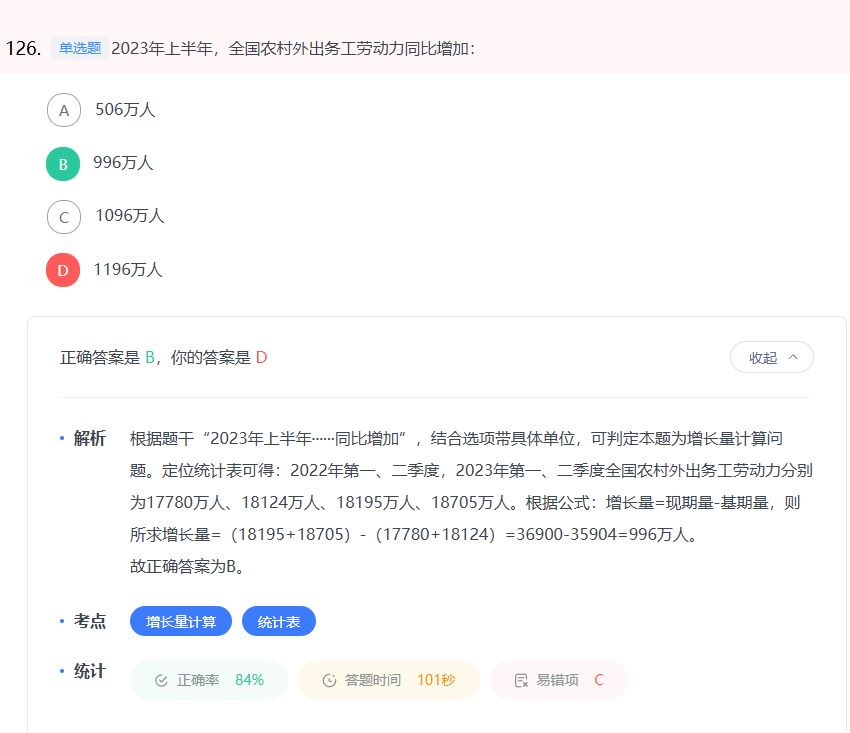 126. 单选题 2023年上半年，全国农村外出务工劳动力同比增加：
A 506万人
B 996万人
C 1096万人
D 1196万人
正确答案是 B，你的答案是 D
收起
· 解析 根据题干“2023年上半年······同比增加”，结合选项带具体单位，可判定本题为增长量计算问
题。定位统计表可得：2022年第一、二季度，2023年第一、二季度全国农村外出务工劳动力分别
为17780万人、18124万人、18195万人、18705万人。根据公式：增长量=现期量-基期量，则
所求增长量=（18195+18705）-（17780+18124）=36900-35904=996万人。
故正确答案为B。
· 考点 增长量计算 统计表
· 统计 正确率 84% 答题时间 101秒 易错项 C